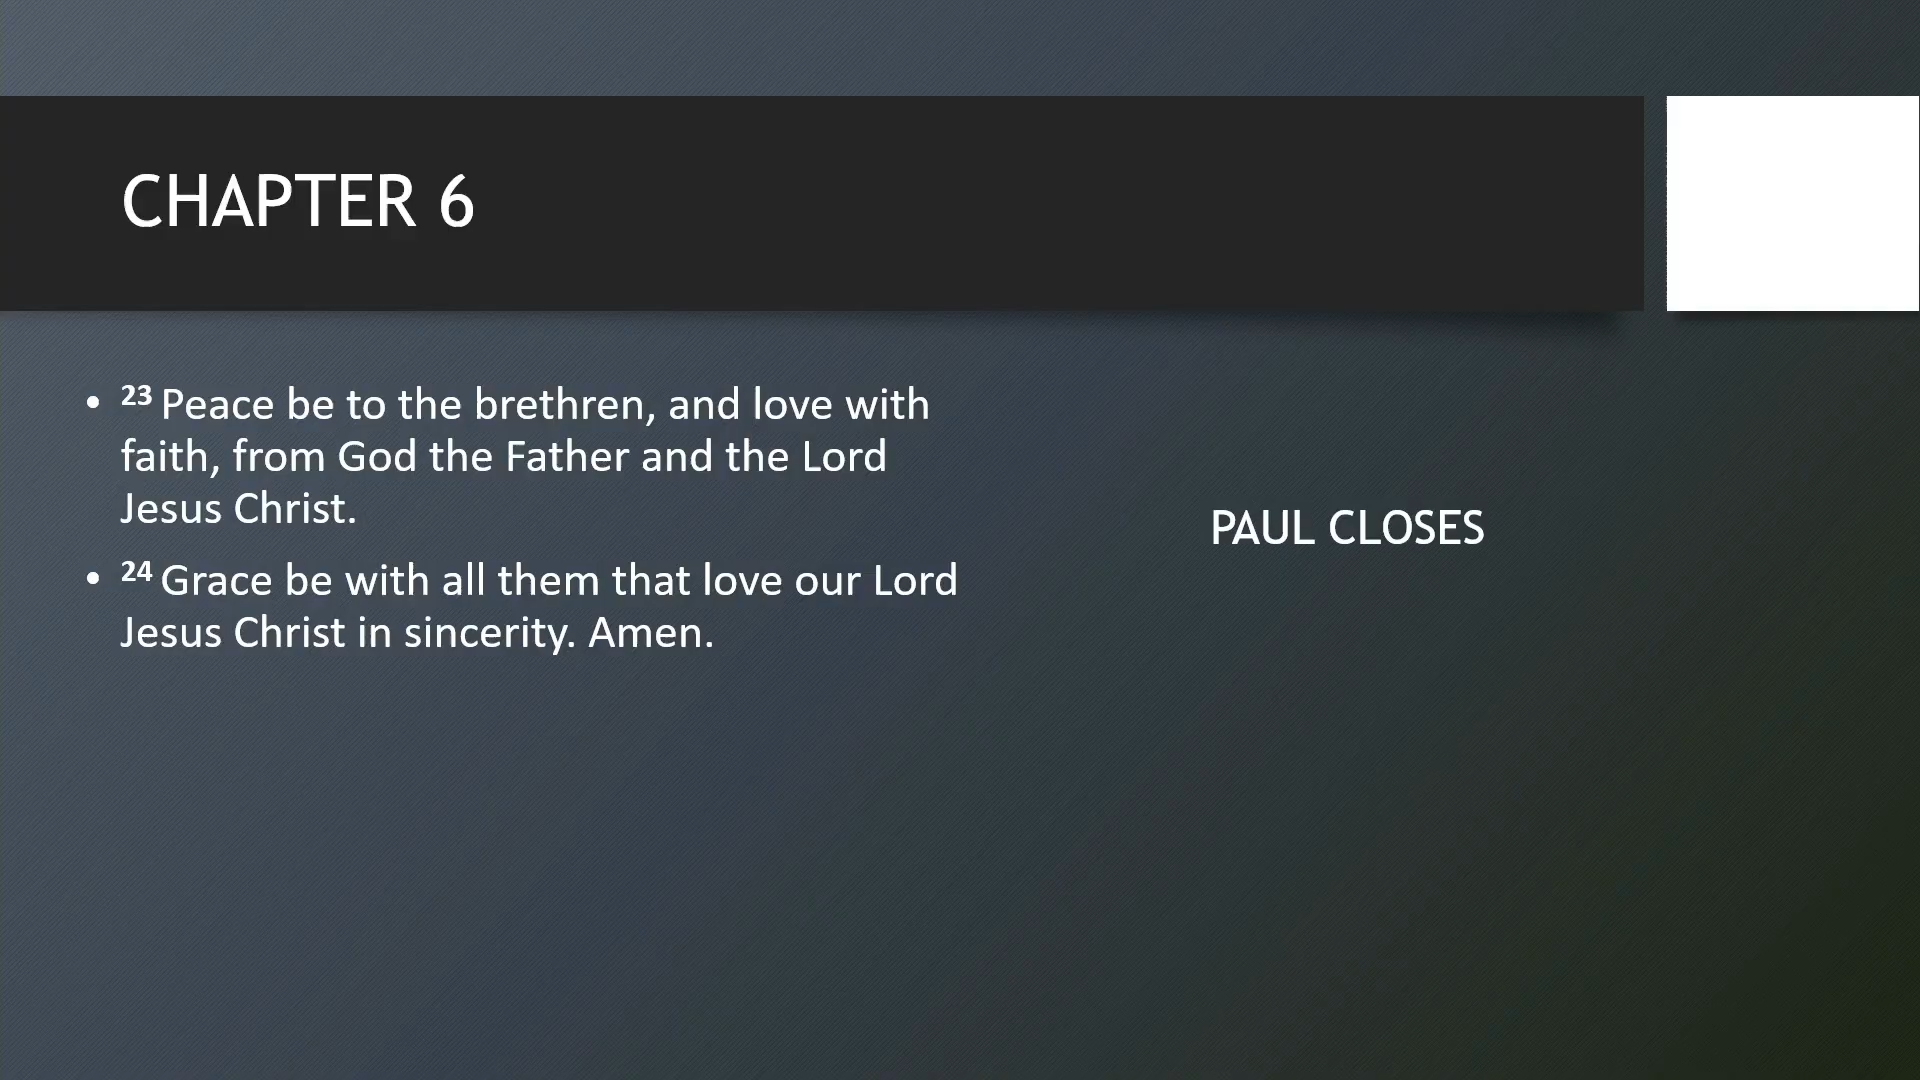 CHAPTER 6
• 23 Peace be to the brethren, and love with
faith, from God the Father and the Lord
Jesus Christ.
• 24 Grace be with all them that love our Lord
Jesus Christ in sincerity. Amen.
PAUL CLOSES